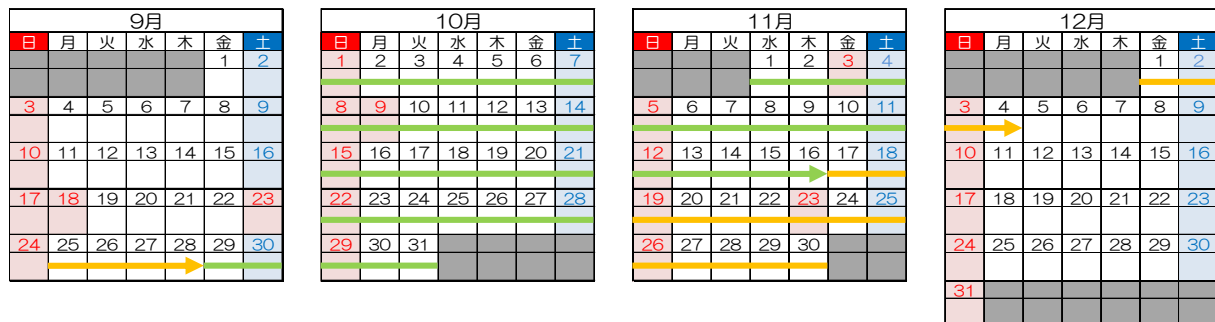 9月
日 月 火 水 木 金 土
1 2
3 4 5 6 7 8 9
10 11 12 13 14 15 16
17 18 19 20 21 22 23
24 25 26 27 28 29 30
10月
日 月 火 水 木 金 土
1 2 3 4 5 6 7
8 9 10 11 12 13 14
15 16 17 18 19 20 21
22 23 24 25 26 27 28
29 30 31
11月
日 月 火 水 木 金 土
1 2 3 4
5 6 7 8 9 10 11
12 13 14 15 16 17 18
19 20 21 22 23 24 25
26 27 28 29 30
12月
日 月 火 水 木 金 土
1 2
3 4 5 6 7 8 9
10 11 12 13 14 15 16
17 18 19 20 21 22 23
24 25 26 27 28 29 30
31